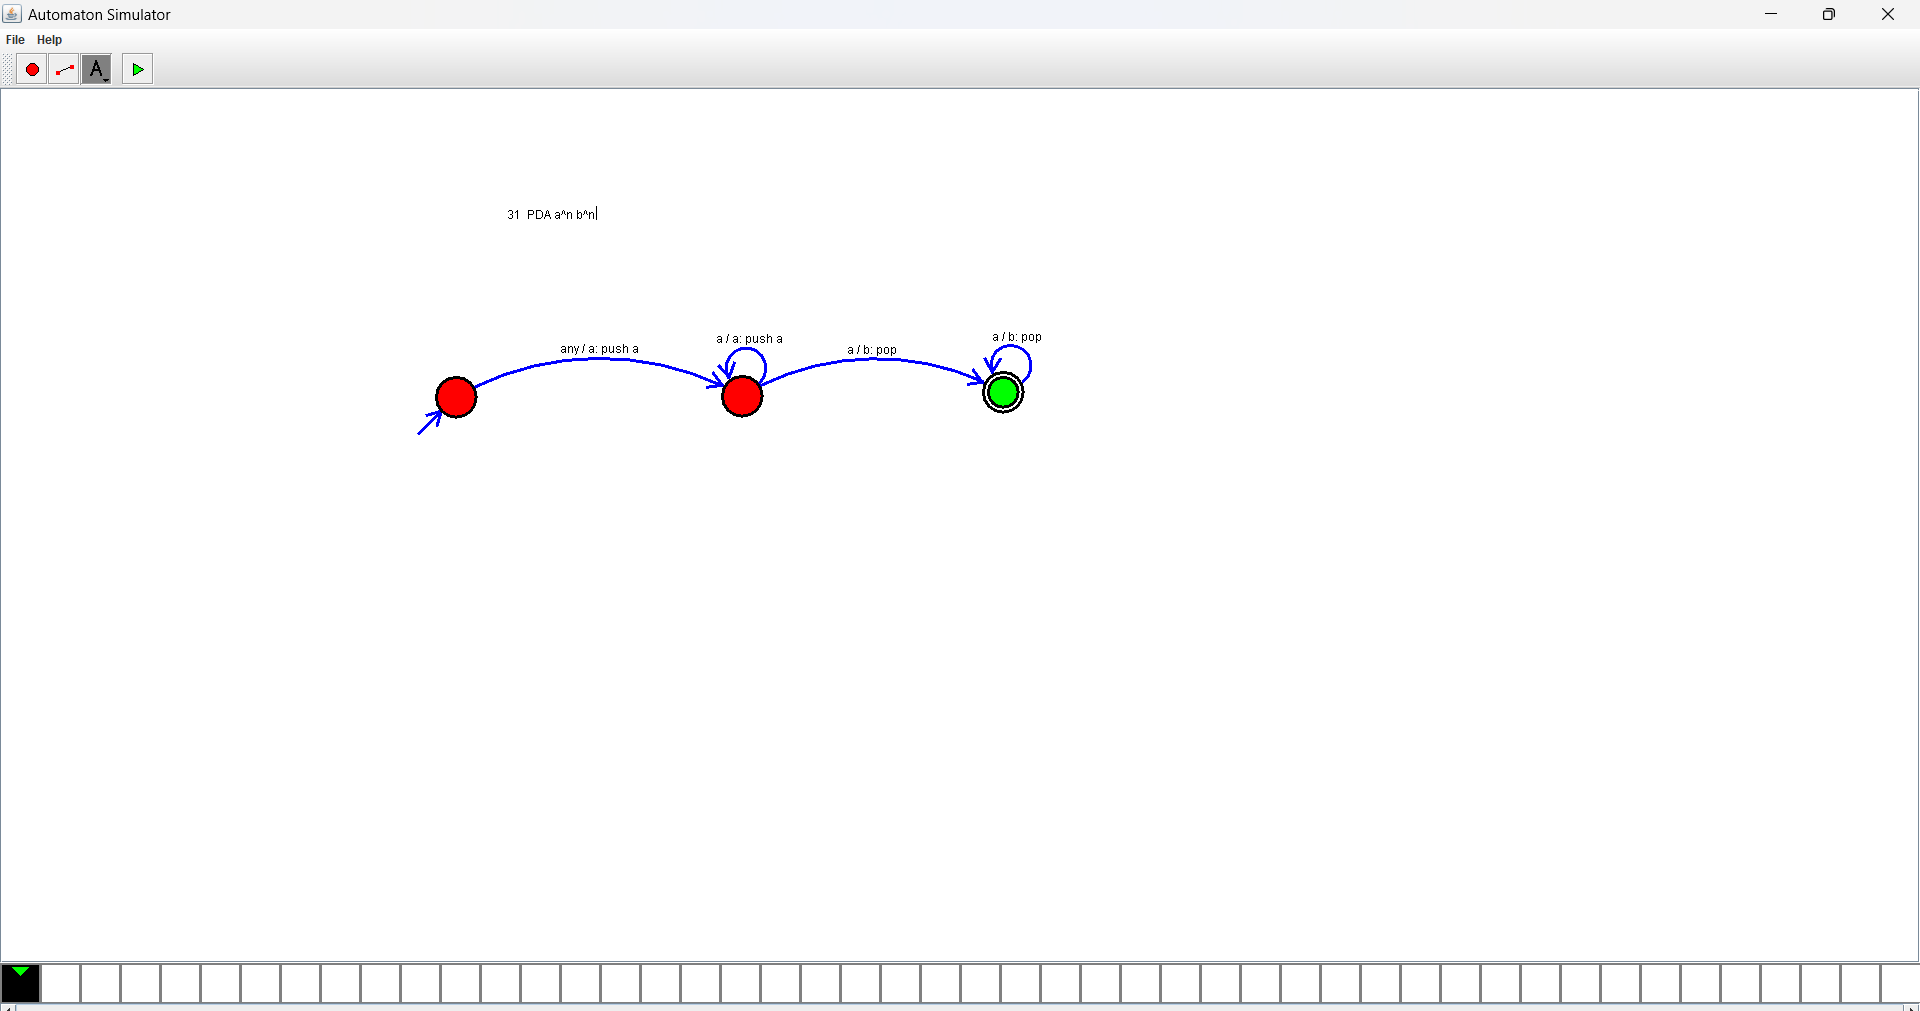 Automaton Simulator
File Help
A
31 PDA a^n b^n
any / a: push a
a / a: push a
a / b: pop
a / b: pop